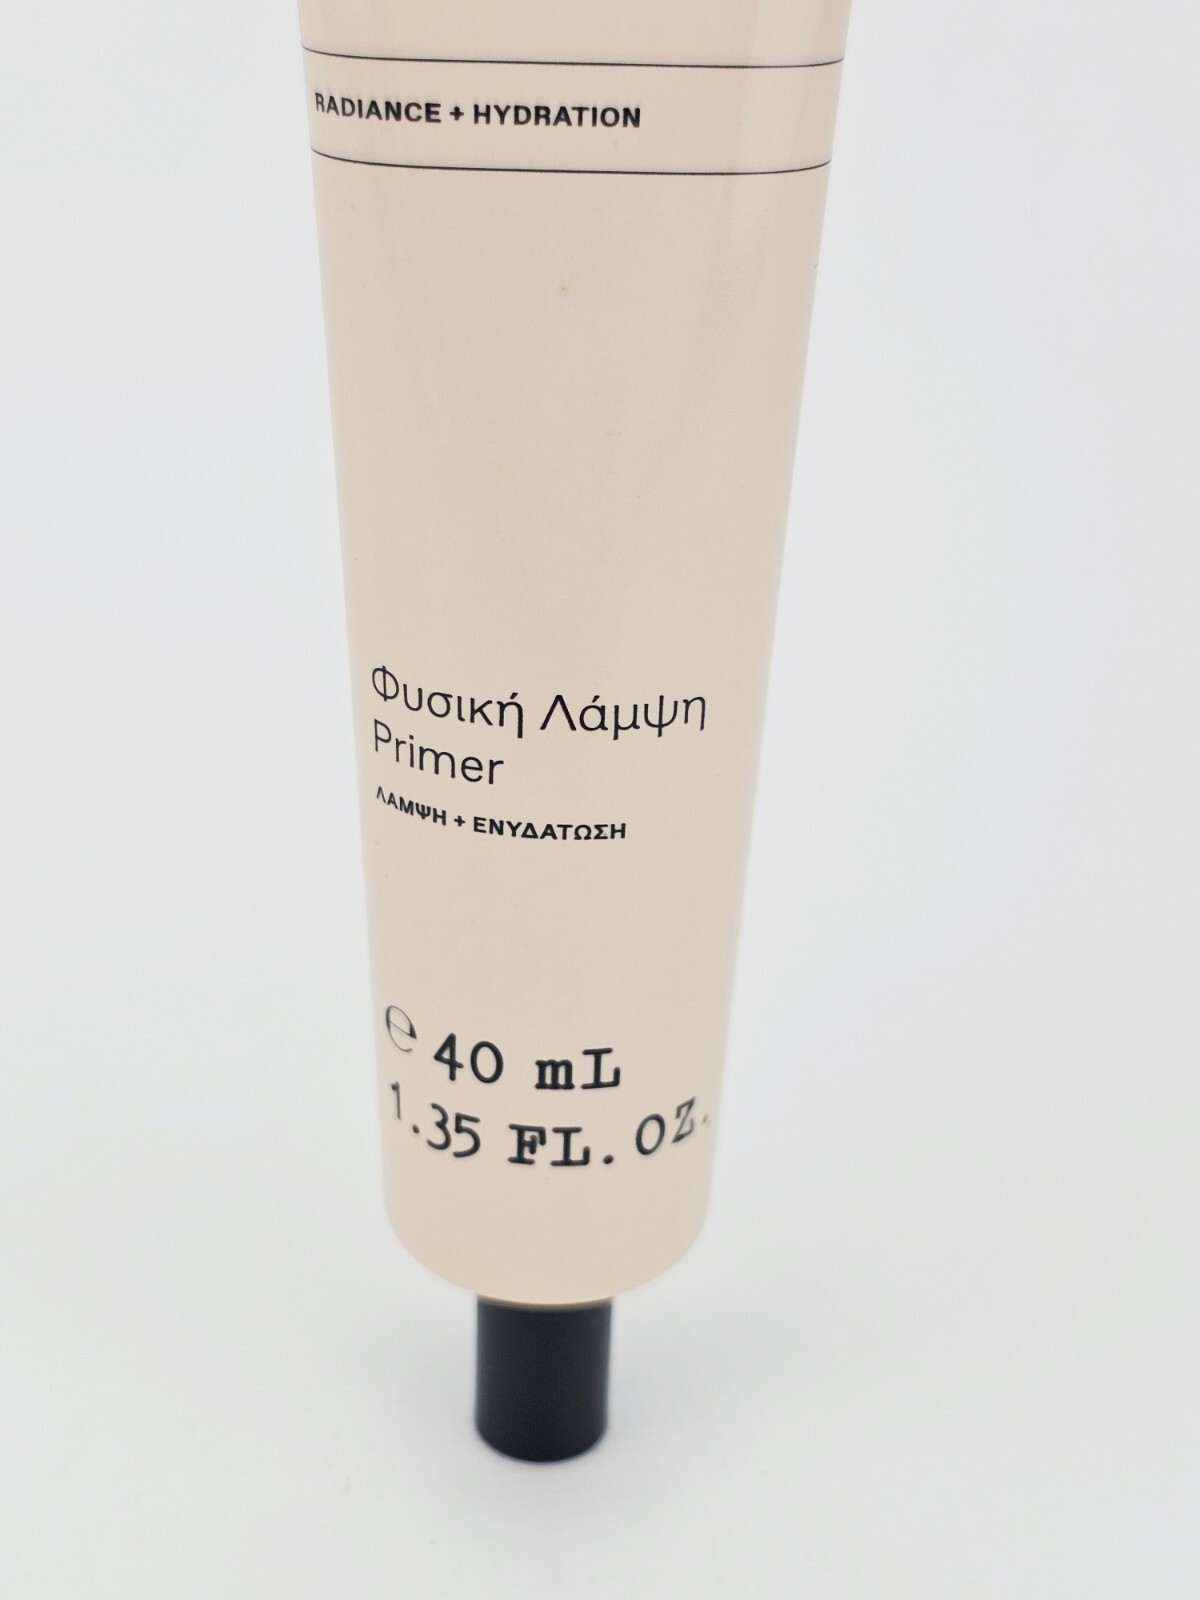 RADIANCE + HYDRATION
Φυσική Λάμψη
Primer
ΛΑΜΨΗ + ΕΝΥΔΑΤΩΣΗ
℮ 40 mL
1.35 FL. OZ.